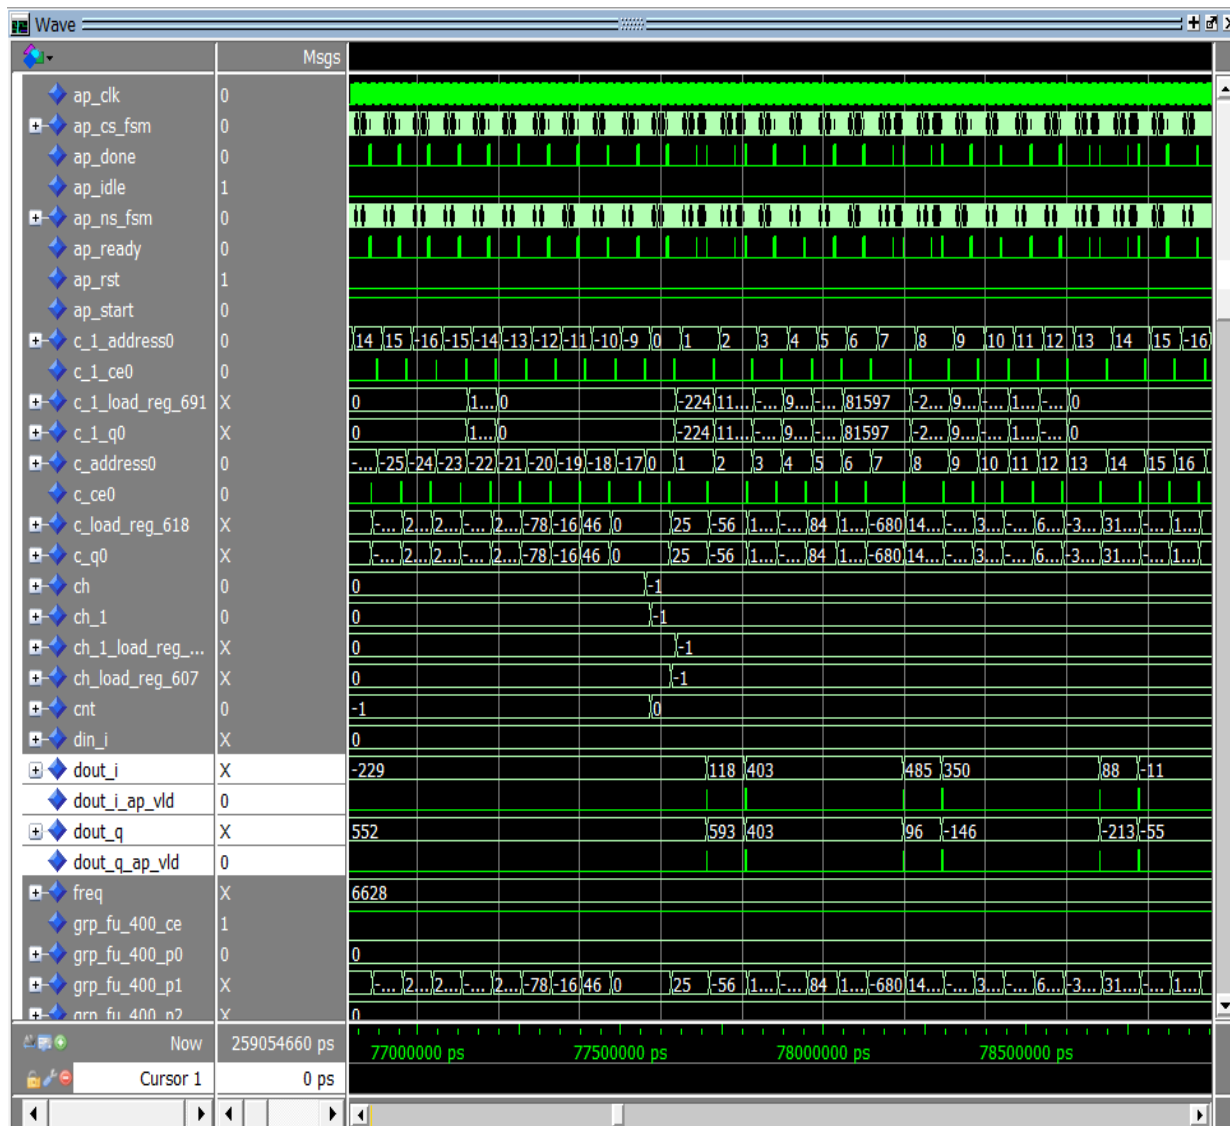 Wave
Msgs
ap_clk 0
ap_cs_fsm 0
ap_done 0
ap_idle 1
ap_ns_fsm 0
ap_ready 0
ap_rst 1
ap_start 0
c_1_address0 0 14 15 -16 -15 -14 -13 -12 -11 -10 -9 0 1 2 3 4 5 6 7 8 9 10 11 12 13 14 15 -16
c_1_ce0 0
c_1_load_reg_691 X 0 1... 0 -224 11... -... 9... -... 81597 -2... 9... -... 1... -... 0
c_1_q0 X 0 1... 0 -224 11... -... 9... -... 81597 -2... 9... -... 1... -... 0
c_address0 0 -... -25 -24 -23 -22 -21 -20 -19 -18 -17 0 1 2 3 4 5 6 7 8 9 10 11 12 13 14 15 16
c_ce0 0
c_load_reg_618 X -... 2... 2... -... 2... -78 -16 46 0 25 -56 1... -... 84 1... -680 14... -... 3... -... 6... -3... 31... -... 1...
c_q0 X -... 2... 2... -... 2... -78 -16 46 0 25 -56 1... -... 84 1... -680 14... -... 3... -... 6... -3... 31... -... 1...
ch 0 0 -1
ch_1 0 0 -1
ch_1_load_reg_... X 0 -1
ch_load_reg_607 X 0 -1
cnt 0 -1 0
din_i X 0
dout_i X -229 118 403 485 350 88 -11
dout_i_ap_vld 0
dout_q X 552 593 403 96 -146 -213 -55
dout_q_ap_vld 0
freq X 6628
grp_fu_400_ce 1
grp_fu_400_p0 0 0
grp_fu_400_p1 X -... 2... 2... -... 2... -78 -16 46 0 25 -56 1... -... 84 1... -680 14... -... 3... -... 6... -3... 31... -... 1...
grp_fu_400_p2 X 0
Now 259054660 ps 77000000 ps 77500000 ps 78000000 ps 78500000 ps
Cursor 1 0 ps